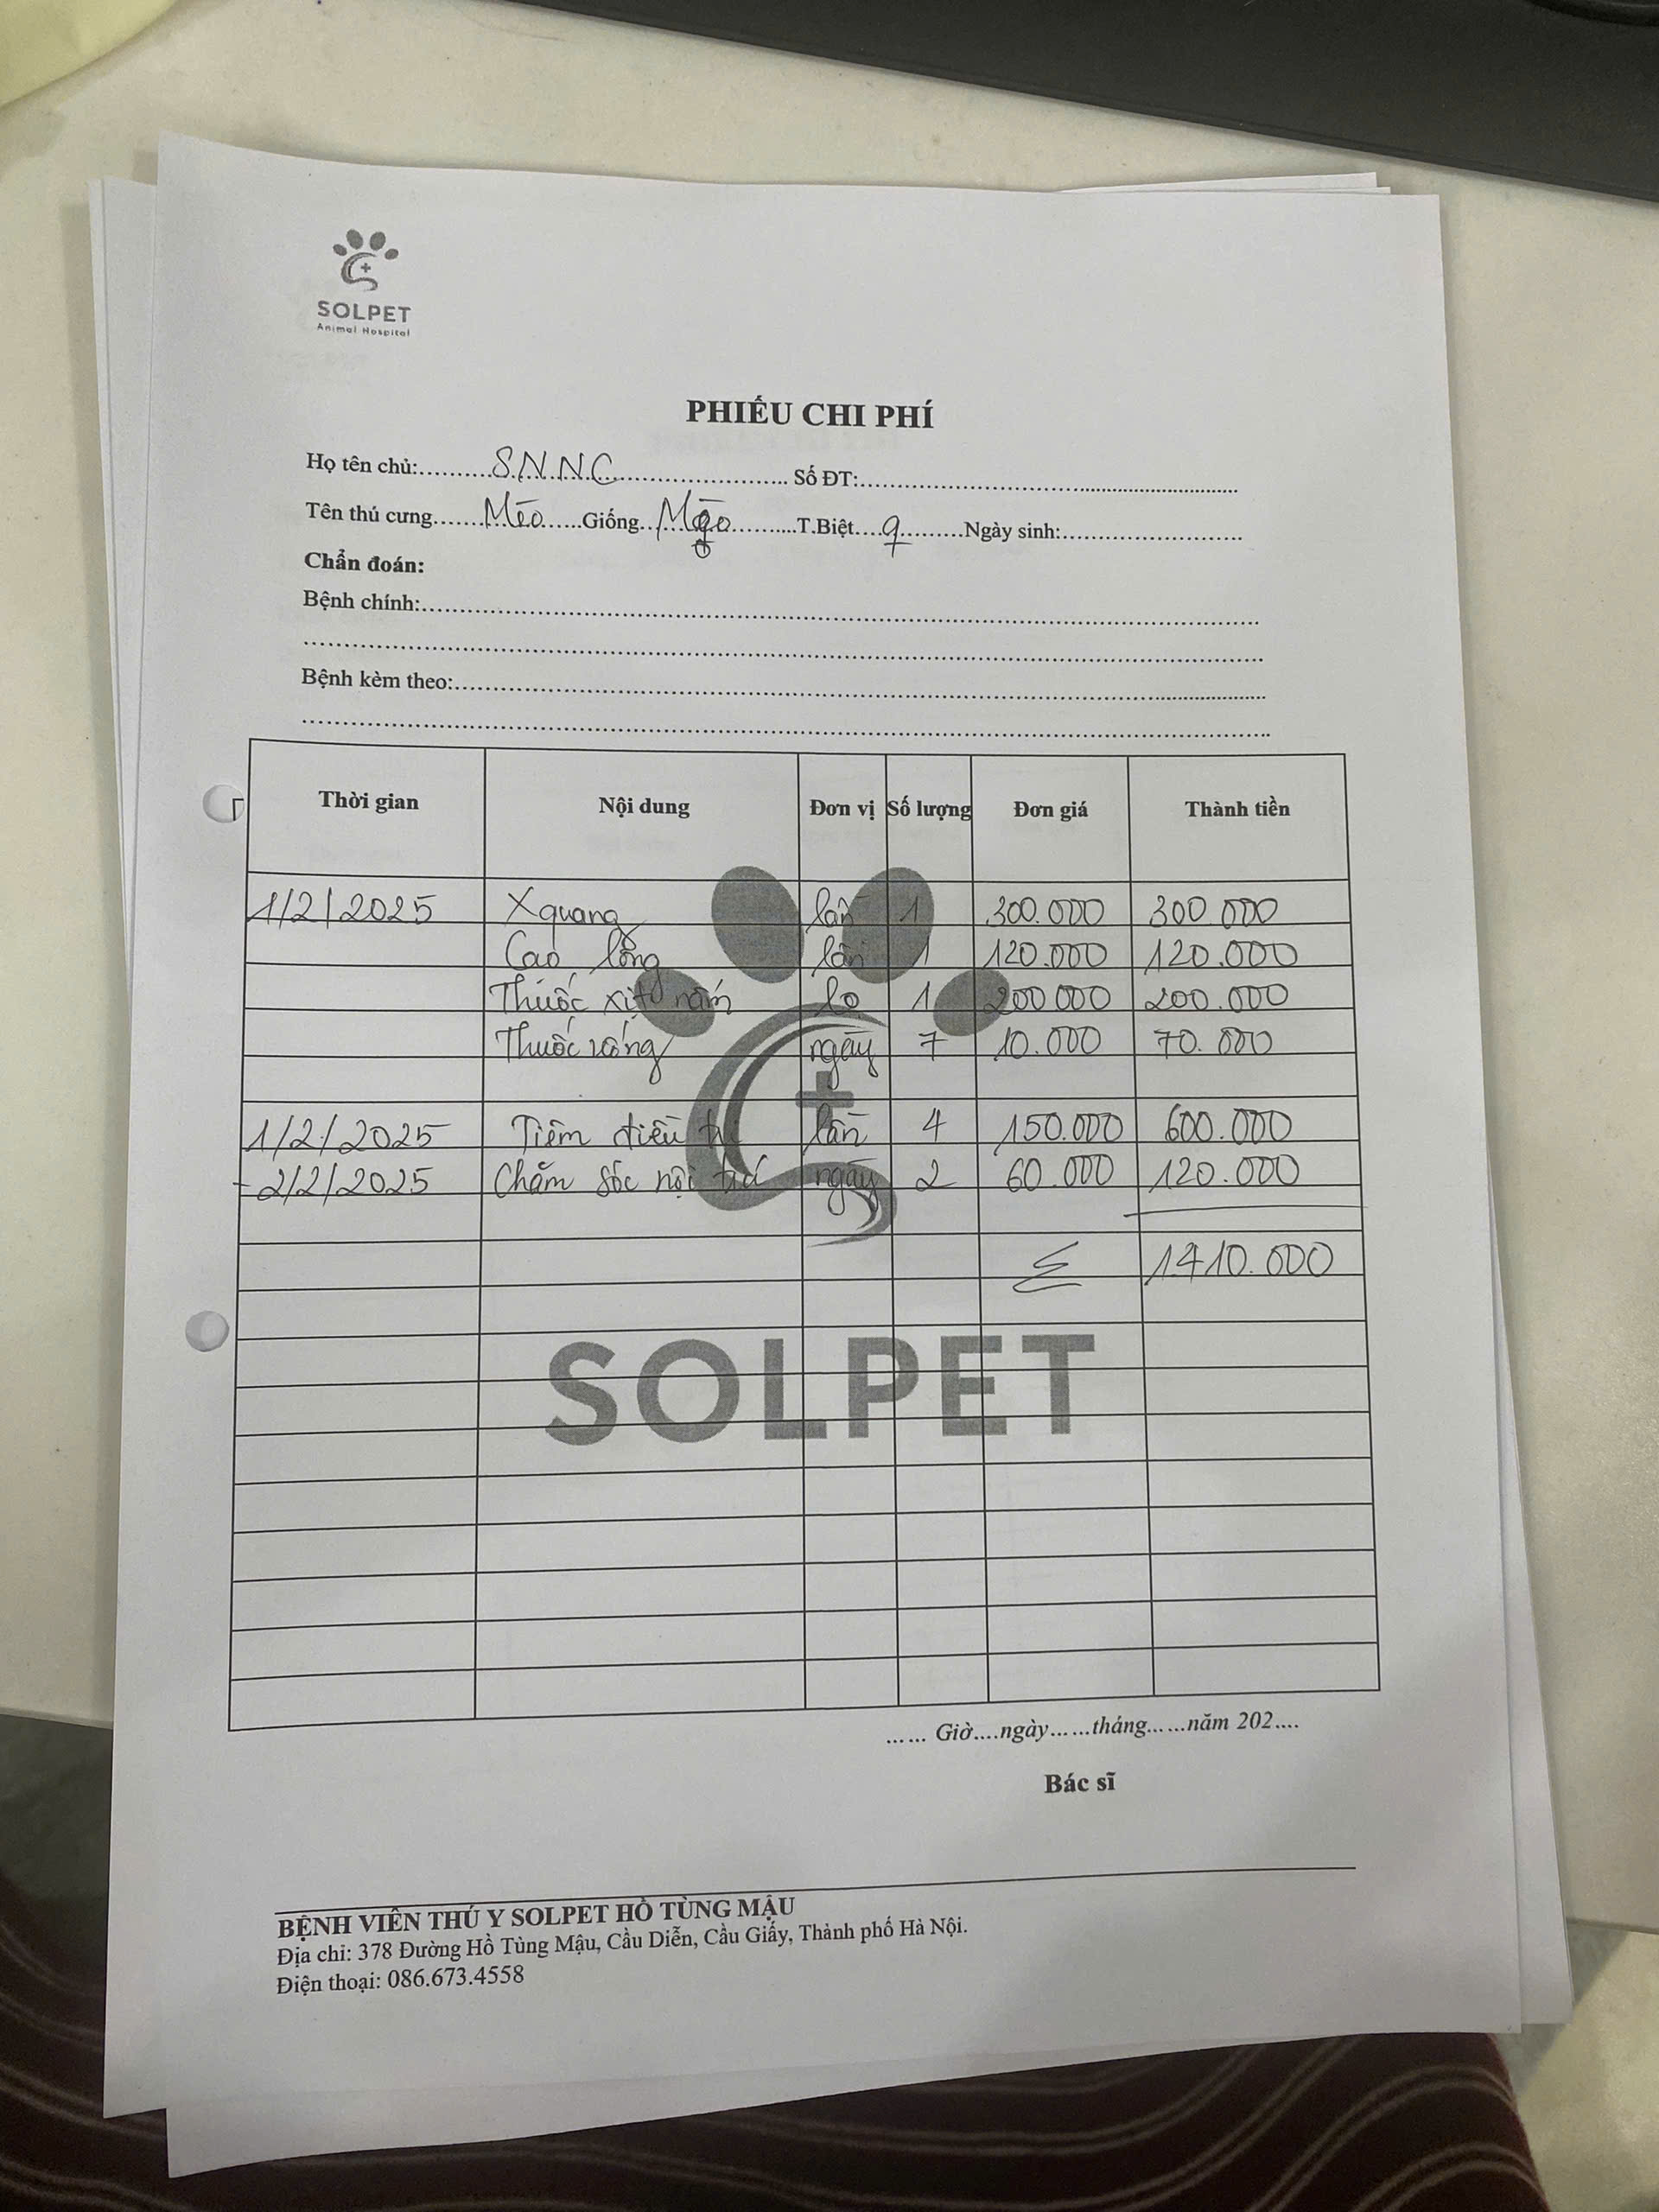 SOLPET
Animal Hospital
PHIẾU CHI PHÍ
Họ tên chủ:..........S.N.N.C.......................... Số ĐT:..........................................
Tên thú cưng.......Mèo......Giống...Mèo..........T.Biệt....♀.........Ngày sinh:...........................
Chẩn đoán:
Bệnh chính:..........................................................................................
Bệnh kèm theo:..........................................................................................
Thời gian Nội dung Đơn vị Số lượng Đơn giá Thành tiền
1/2/2025 Xquang lần 1 300.000 300.000
Cạo lông lần 1 120.000 120.000
Thuốc xịt nấm lọ 1 200.000 200.000
Thuốc uống ngày 7 10.000 70.000
1/2/2025 Tiêm điều trị lần 4 150.000 600.000
- 2/2/2025 Chăm sóc nội trú ngày 2 60.000 120.000
Σ 1.410.000
SOLPET
...... Giờ....ngày......tháng......năm 202....
Bác sĩ
BỆNH VIÊN THÚ Y SOLPET HỒ TÙNG MẬU
Địa chỉ: 378 Đường Hồ Tùng Mậu, Cầu Diễn, Cầu Giấy, Thành phố Hà Nội.
Điện thoại: 086.673.4558